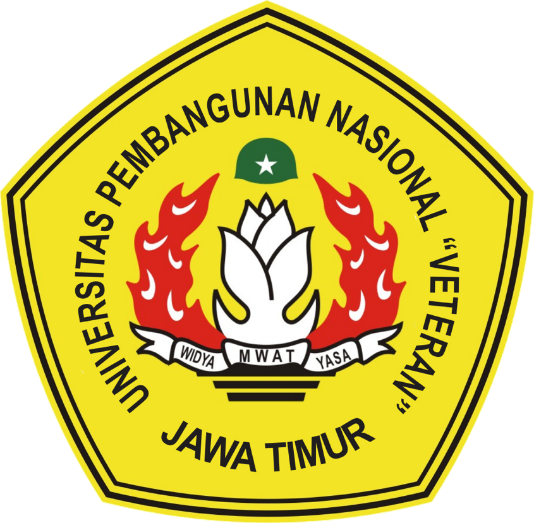 UNIVERSITAS PEMBANGUNAN NASIONAL “VETERAN”
WIDYA MWAT YASA
JAWA TIMUR